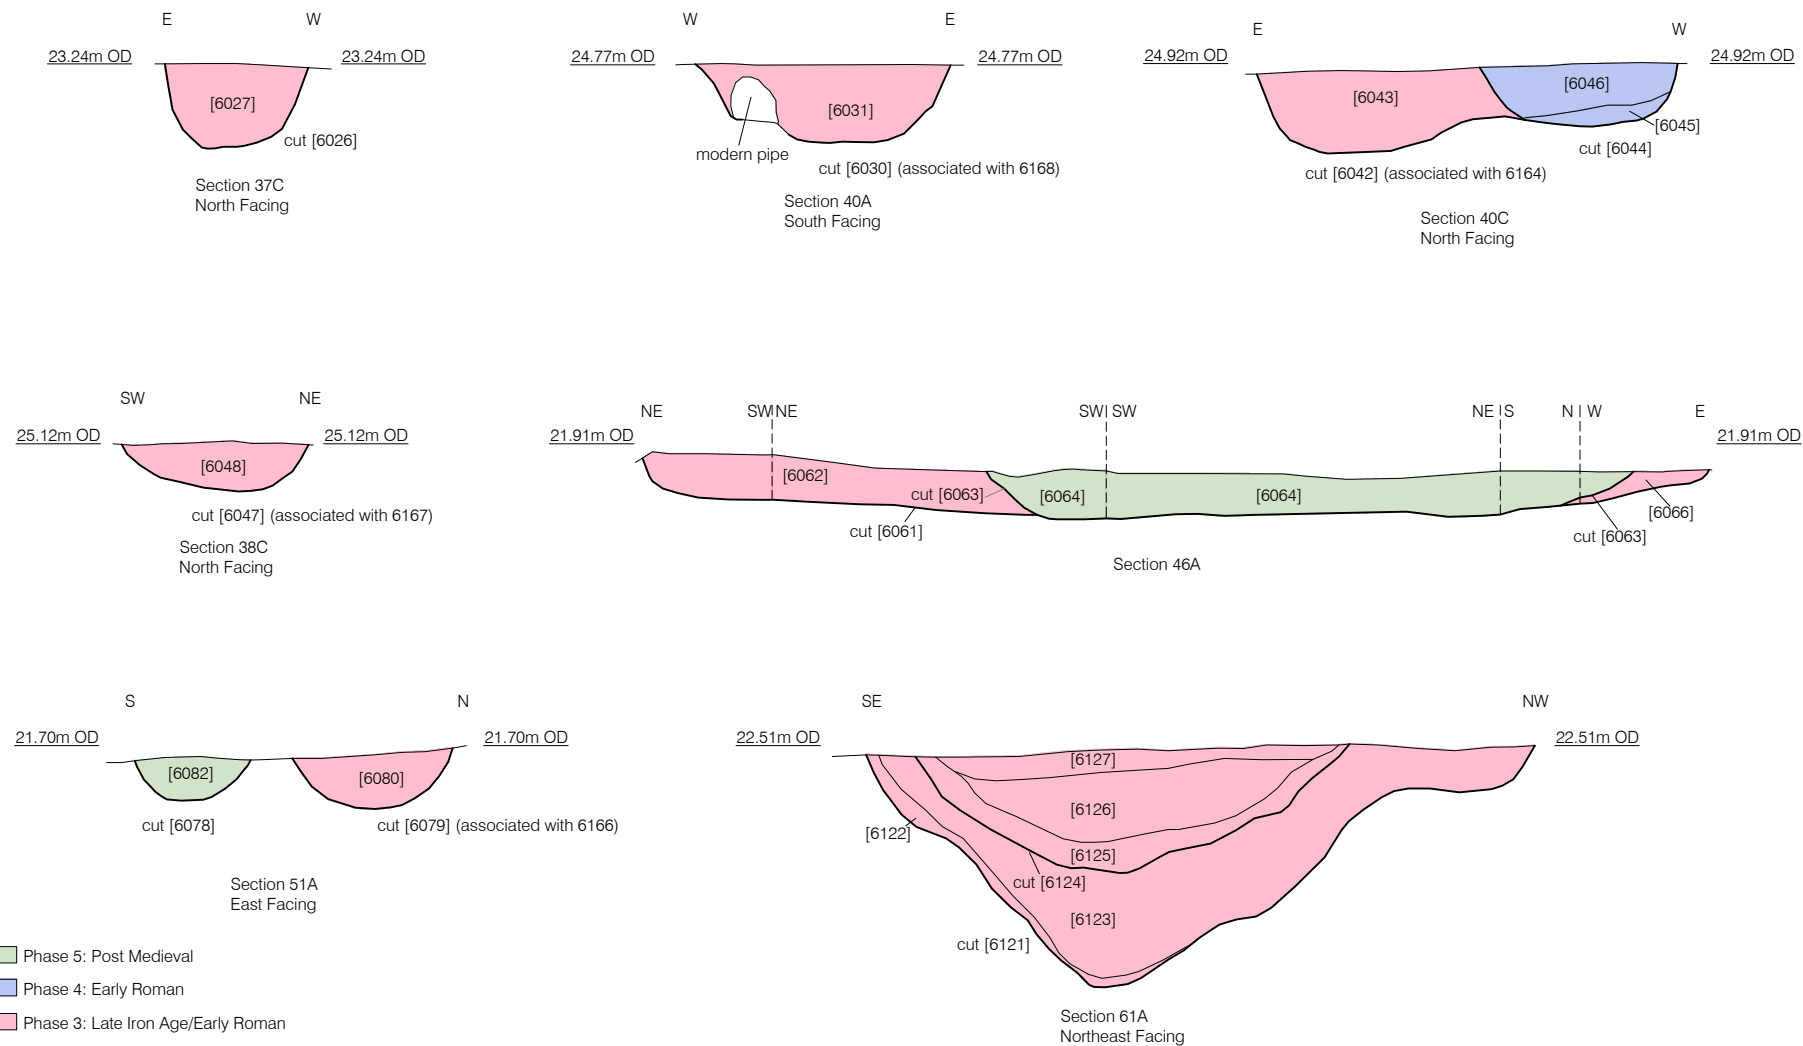 E W
23.24m OD 23.24m OD
[6027]
cut [6026]
Section 37C
North Facing
W E
24.77m OD 24.77m OD
[6031]
modern pipe
cut [6030] (associated with 6168)
Section 40A
South Facing
E W
24.92m OD 24.92m OD
[6043]
[6046]
[6045]
cut [6044]
cut [6042] (associated with 6164)
Section 40C
North Facing
SW NE
25.12m OD 25.12m OD
[6048]
cut [6047] (associated with 6167)
Section 38C
North Facing
NE SW NE SW SW NE S N W E
21.91m OD 21.91m OD
[6062]
cut [6063]
[6064]
[6064]
[6066]
cut [6061]
cut [6063]
Section 46A
S N
21.70m OD 21.70m OD
[6082]
[6080]
cut [6078]
cut [6079] (associated with 6166)
Section 51A
East Facing
SE NW
22.51m OD 22.51m OD
[6127]
[6126]
[6122]
[6125]
cut [6124]
[6123]
cut [6121]
Section 61A
Northeast Facing
Phase 5: Post Medieval
Phase 4: Early Roman
Phase 3: Late Iron Age/Early Roman